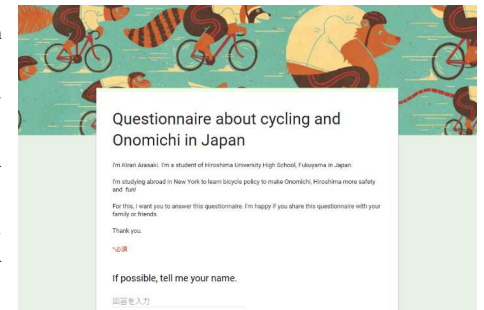 Questionnaire about cycling and
Onomichi in Japan
I'm Kirari Arasaki. I'm a student of Hiroshima University High School, Fukuyama in Japan.
I'm studying abroad in New York to learn bicycle policy to make Onomichi, Hiroshima more safety
and fun!
For this, I want you to answer this questionnaire. I'm happy if you share this questionnaire with your
family or friends.
Thank you.
*必須
If possible, tell me your name.
回答を入力